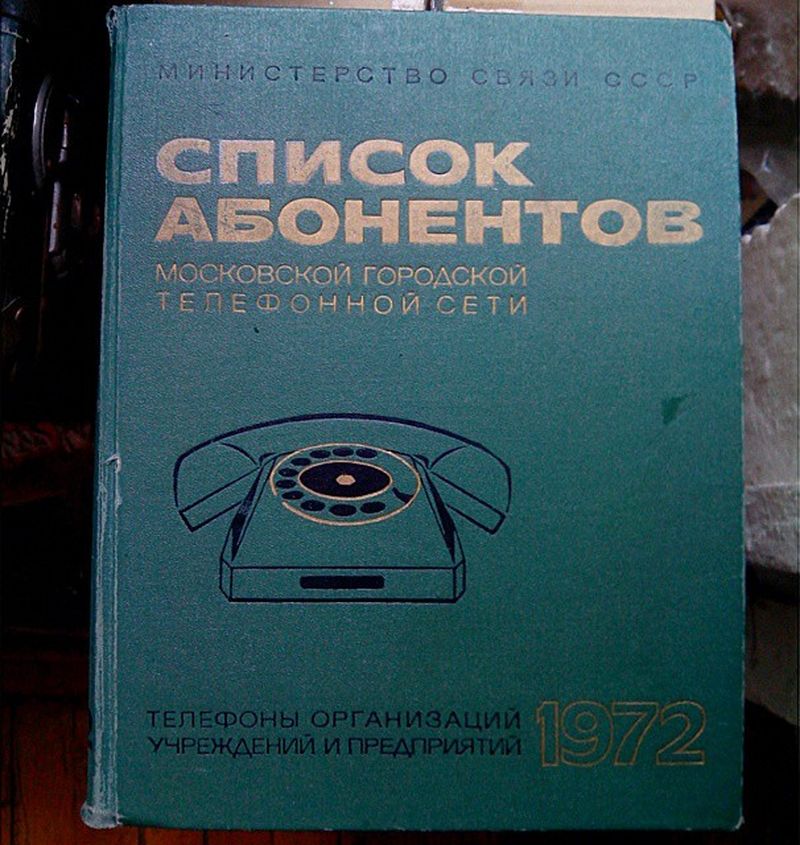 МИНИСТЕРСТВО СВЯЗИ СССР
СПИСОК
АБОНЕНТОВ
МОСКОВСКОЙ ГОРОДСКОЙ
ТЕЛЕФОННОЙ СЕТИ
ТЕЛЕФОНЫ ОРГАНИЗАЦИЙ
УЧРЕЖДЕНИЙ И ПРЕДПРИЯТИЙ
1972